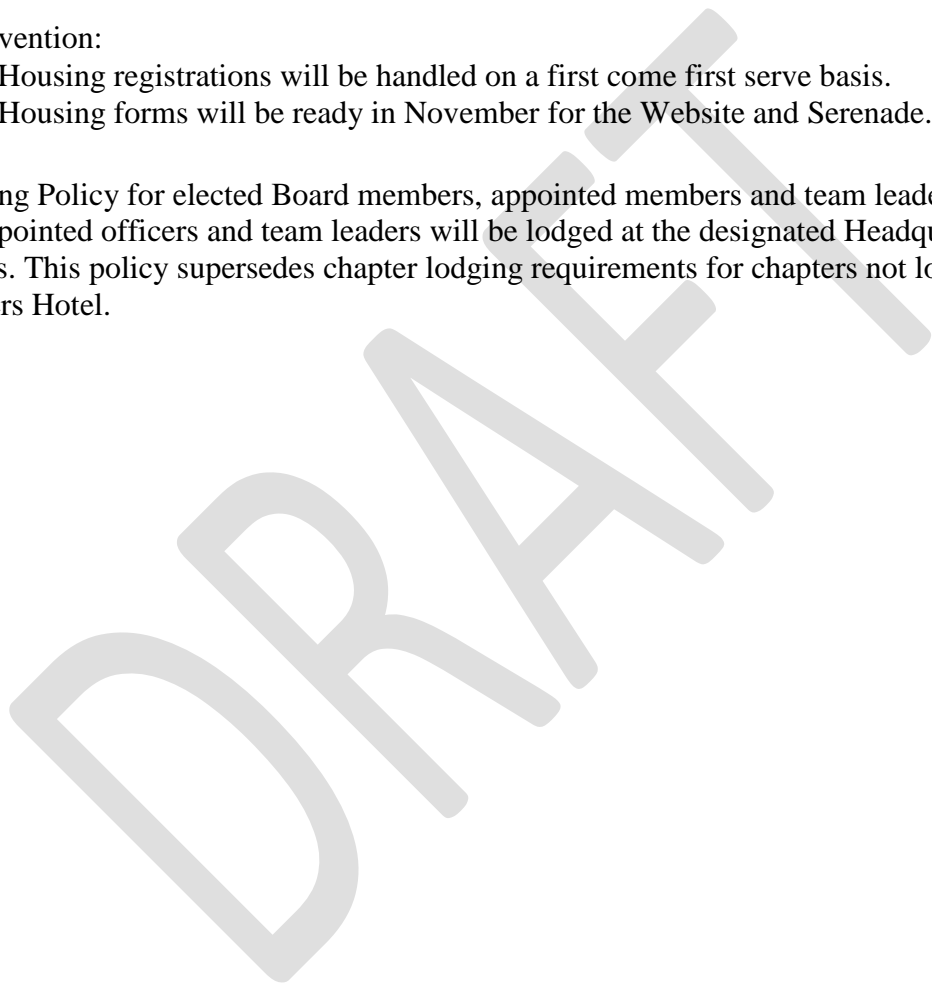 vention:
Housing registrations will be handled on a first come first serve basis.
Housing forms will be ready in November for the Website and Serenade.
ng Policy for elected Board members, appointed members and team leade
pointed officers and team leaders will be lodged at the designated Headqu
s. This policy supersedes chapter lodging requirements for chapters not lo
rs Hotel.
DRAFT